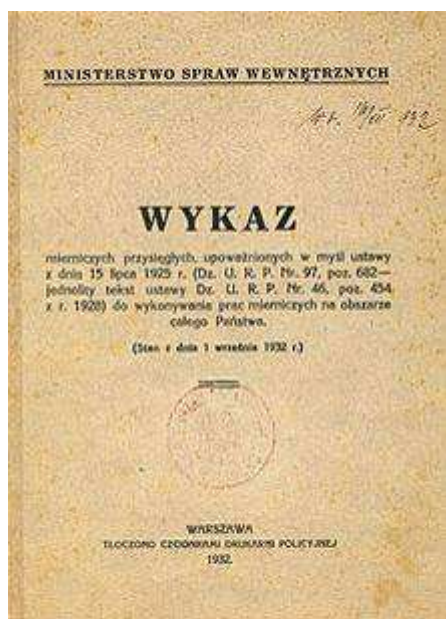 MINISTERSTWO SPRAW WEWNĘTRZNYCH
WYKAZ
mierniczych przysięgłych, upoważnionych w myśl ustawy
z dnia 15 lipca 1925 r. (Dz. U. R. P. Nr. 97, poz. 682—
jednolity tekst ustawy Dz. U. R. P. Nr. 46, poz. 454
z r. 1928) do wykonywania prac mierniczych na obszarze
całego Państwa.
(Stan z dnia 1 września 1932 r.)
WARSZAWA
TŁOCZONO CZCIONKAMI DRUKARNI POLICYJNEJ
1932.